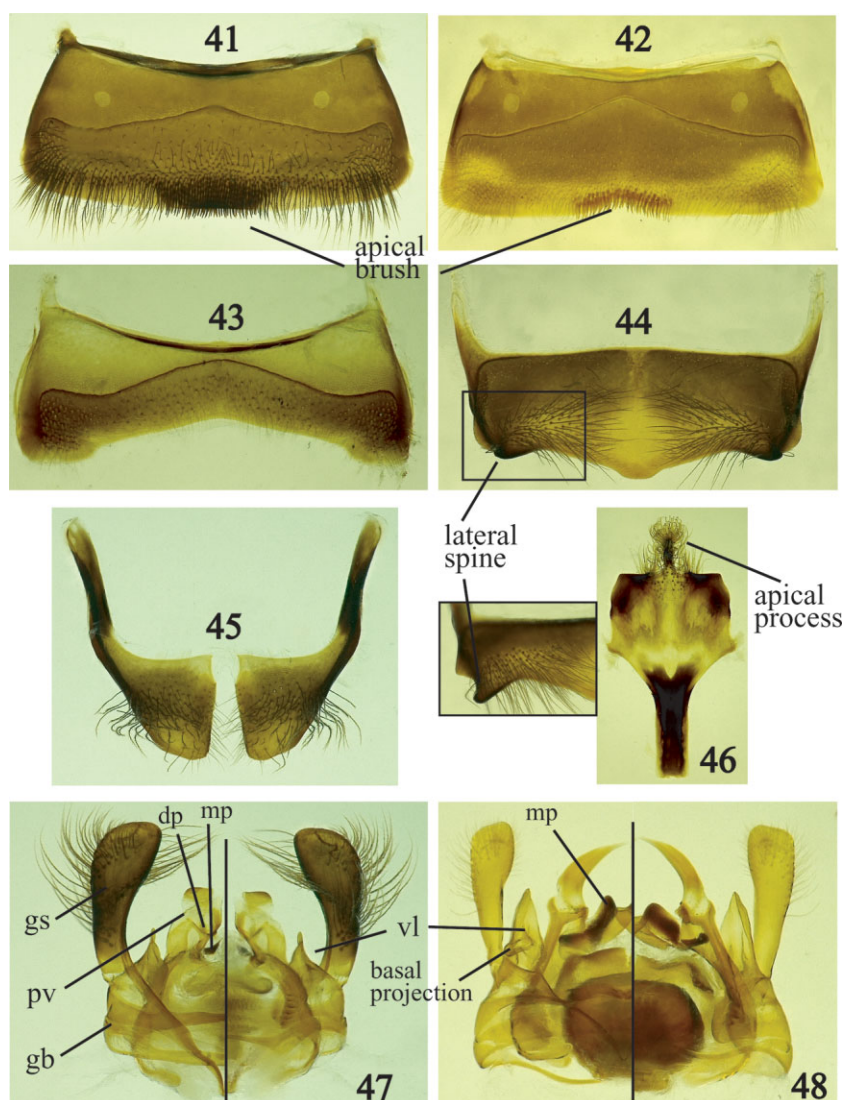 41
42
apical
brush
43
44
lateral
spine
45
apical
process
46
dp
mp
gs
pv
gb
vl
mp
basal
projection
47
48